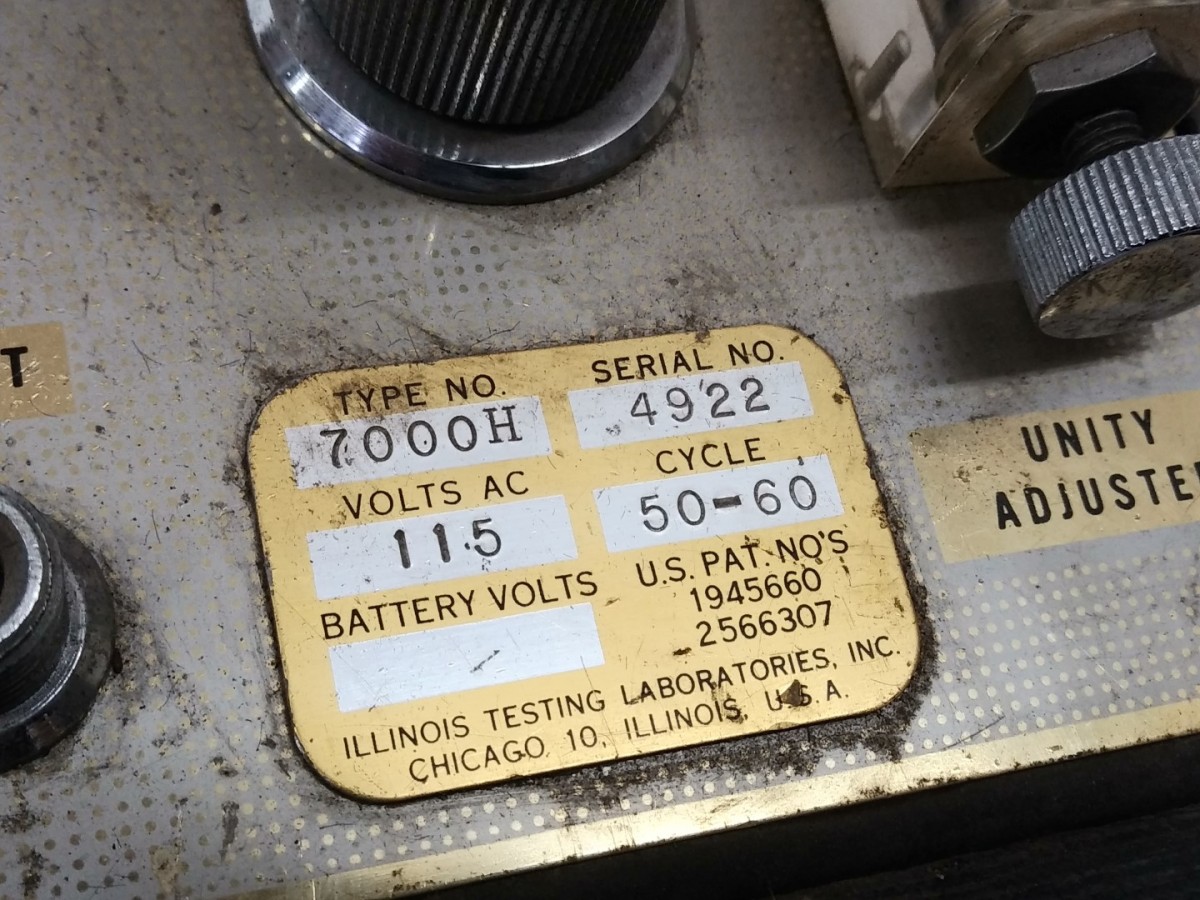 T
TYPE NO.
7000H
SERIAL NO.
4922
VOLTS AC
115
CYCLE
50-60
BATTERY VOLTS
U.S. PAT. NO'S
1945660
2566307
ILLINOIS TESTING LABORATORIES, INC.
CHICAGO 10, ILLINOIS, U.S.A.
UNITY
ADJUSTE